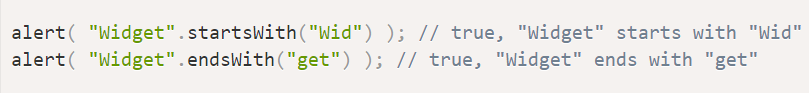 alert( "Widget".startsWith("Wid") ); // true, "Widget" starts with "Wid"
alert( "Widget".endsWith("get") ); // true, "Widget" ends with "get"